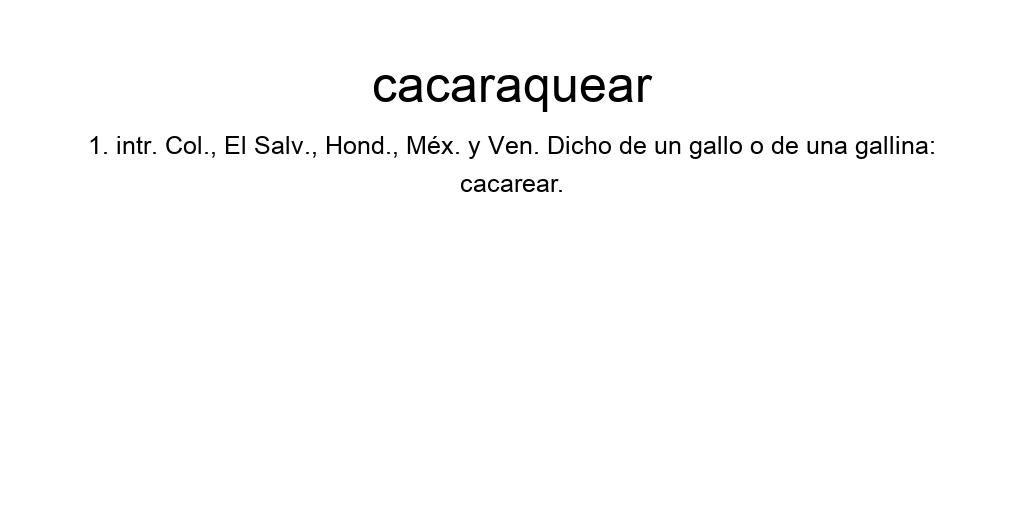 cacaraquear
1. intr. Col., El Salv., Hond., Méx. y Ven. Dicho de un gallo o de una gallina:
cacarear.